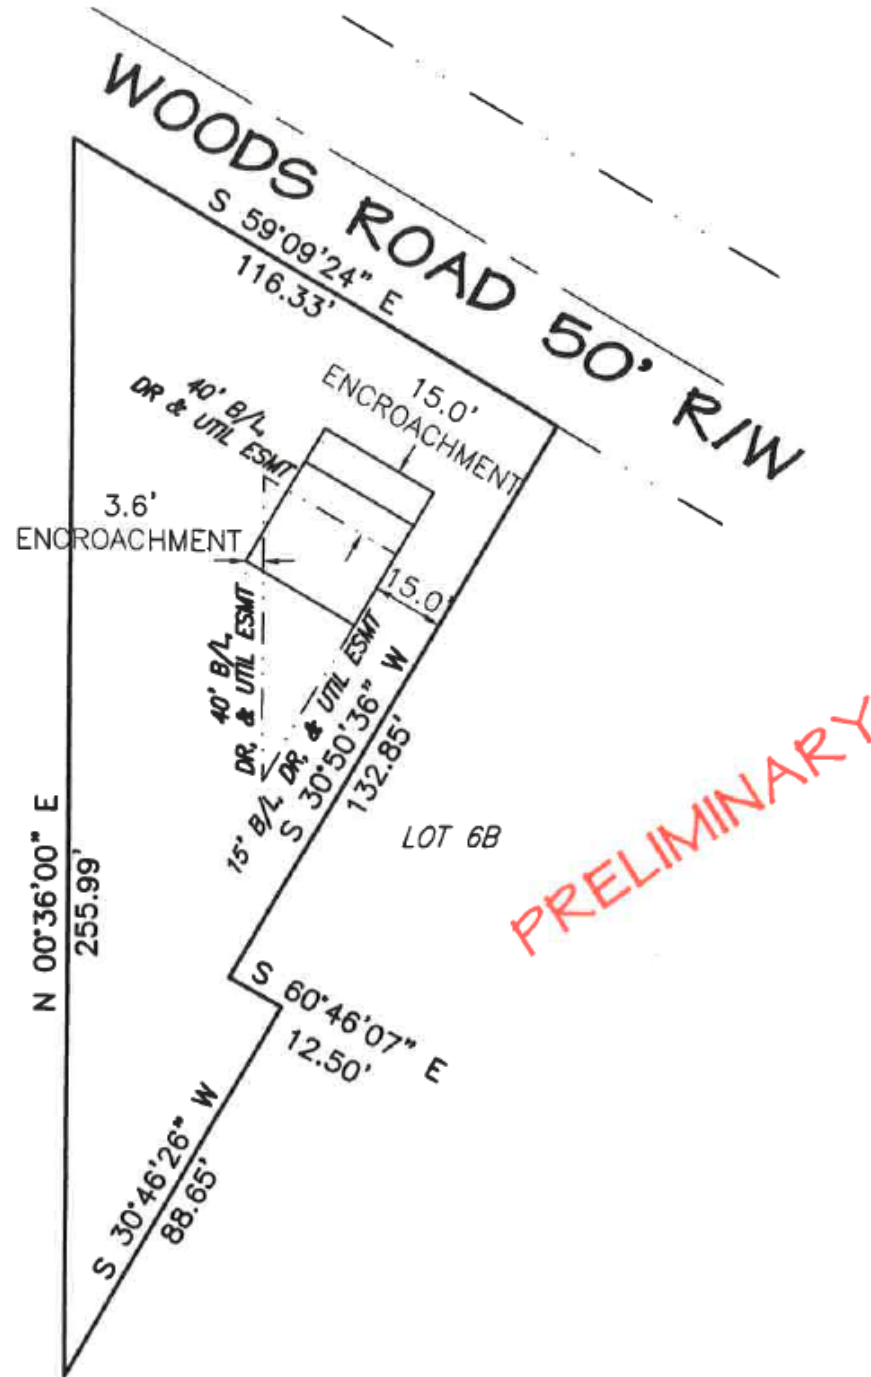 WOODS ROAD 50' R/W
S 59°09'24" E
116.33'
40' B/L,
DR & UTIL ESMT
15.0'
ENCROACHMENT
3.6'
ENCROACHMENT
15.0'
40' B/L,
DR, & UTIL ESMT
15' B/L, DR, & UTIL ESMT
S 30°50'36" W
132.85'
LOT 6B
PRELIMINARY
N 00°36'00" E
255.99'
S 60°46'07" E
12.50'
S 30°46'26" W
88.65'